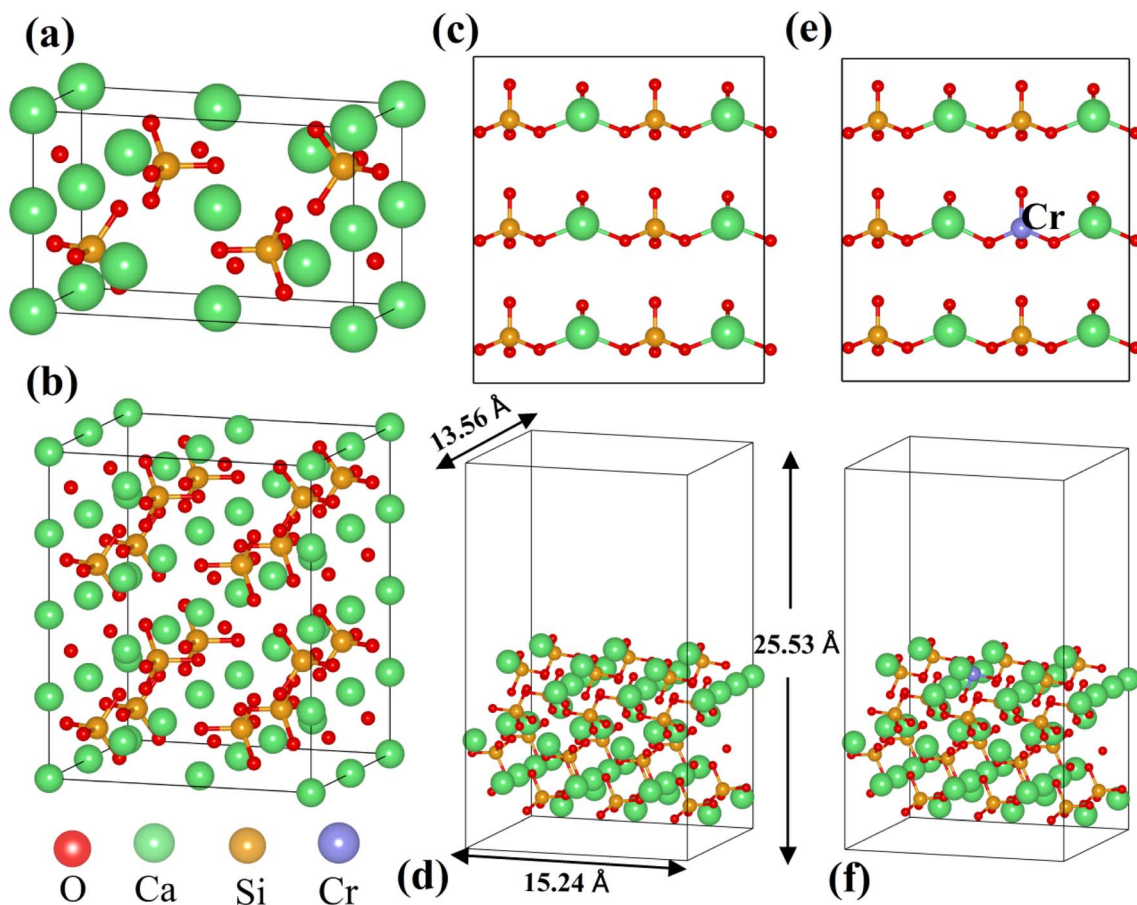 (a)
(c)
(e)
Cr
(b)
13.56 Å
25.53 Å
15.24 Å
(d)
(f)
O
Ca
Si
Cr